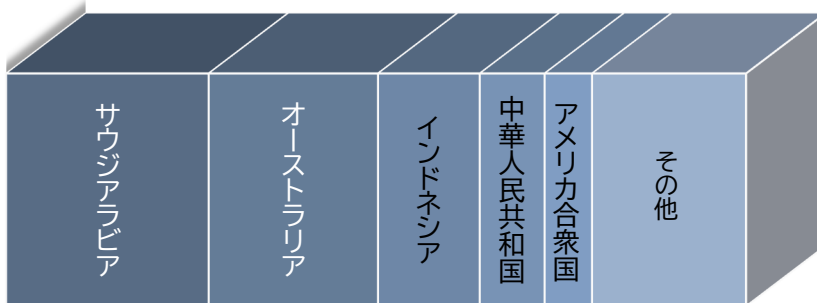 サウジアラビア
オーストラリア
インドネシア
中華人民共和国
アメリカ合衆国
その他